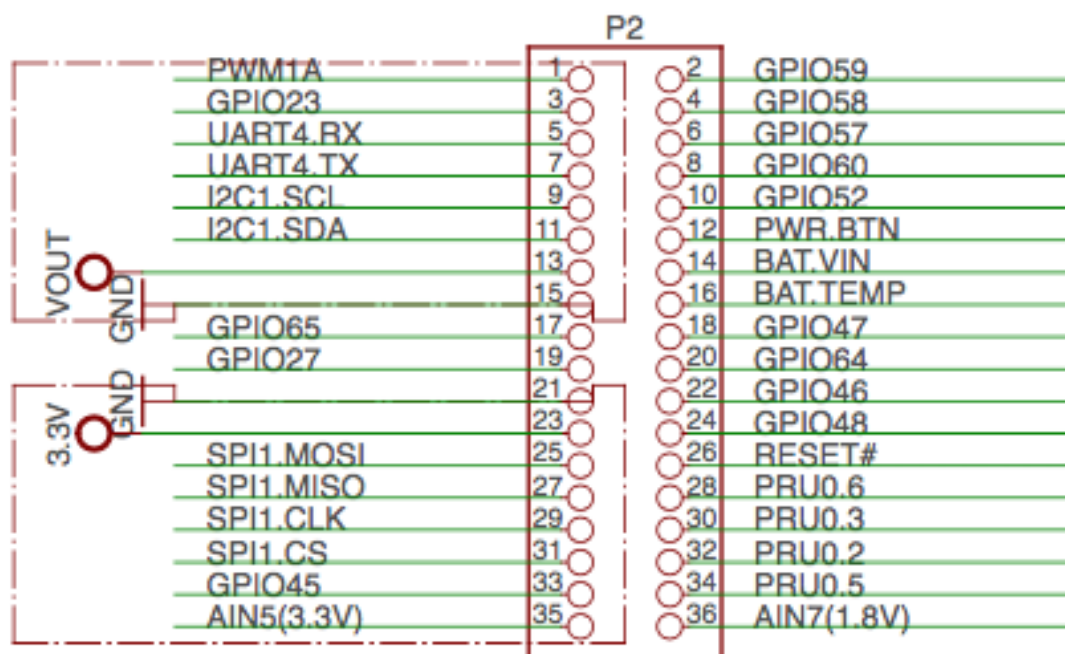 P2
PWM1A 1 2 GPIO59
GPIO23 3 4 GPIO58
UART4.RX 5 6 GPIO57
UART4.TX 7 8 GPIO60
I2C1.SCL 9 10 GPIO52
I2C1.SDA 11 12 PWR.BTN
VOUT 13 14 BAT.VIN
GND 15 16 BAT.TEMP
GPIO65 17 18 GPIO47
GPIO27 19 20 GPIO64
GND 21 22 GPIO46
3.3V 23 24 GPIO48
SPI1.MOSI 25 26 RESET#
SPI1.MISO 27 28 PRU0.6
SPI1.CLK 29 30 PRU0.3
SPI1.CS 31 32 PRU0.2
GPIO45 33 34 PRU0.5
AIN5(3.3V) 35 36 AIN7(1.8V)